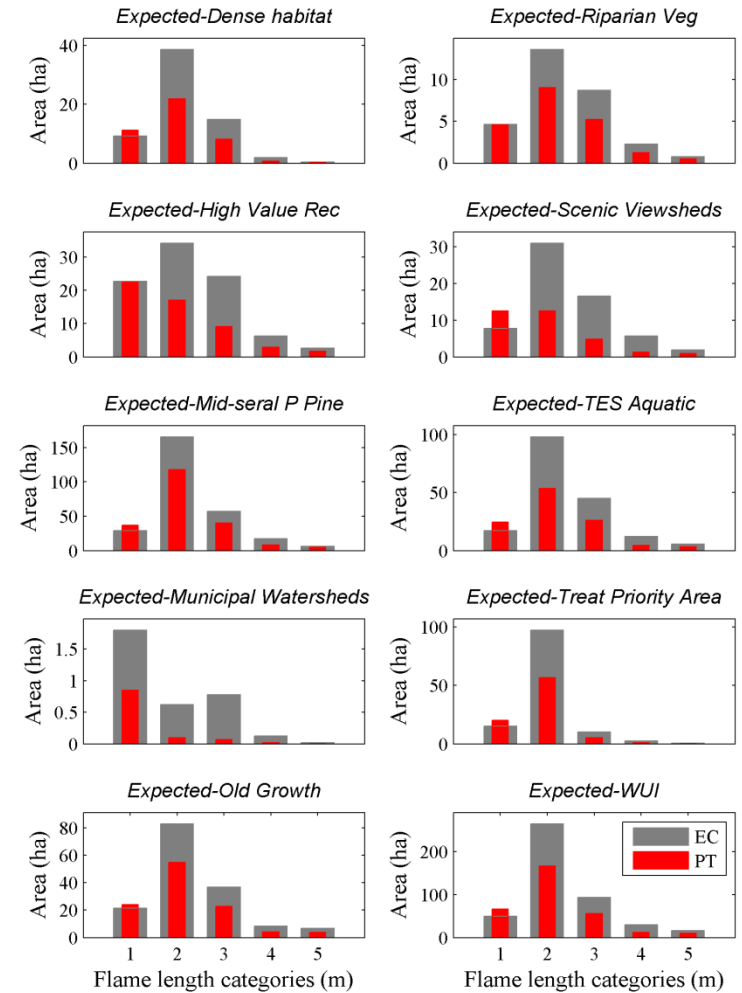 Expected-Dense habitat
Area (ha)
40
20
0
Expected-Riparian Veg
Area (ha)
10
5
0
Expected-High Value Rec
Area (ha)
30
20
10
0
Expected-Scenic Viewsheds
Area (ha)
30
20
10
0
Expected-Mid-seral P Pine
Area (ha)
150
100
50
0
Expected-TES Aquatic
Area (ha)
100
50
0
Expected-Municipal Watersheds
Area (ha)
1.5
1
0.5
0
Expected-Treat Priority Area
Area (ha)
100
50
0
Expected-Old Growth
Area (ha)
80
60
40
20
0
1 2 3 4 5
Flame length categories (m)
Expected-WUI
EC
PT
Area (ha)
200
100
0
1 2 3 4 5
Flame length categories (m)